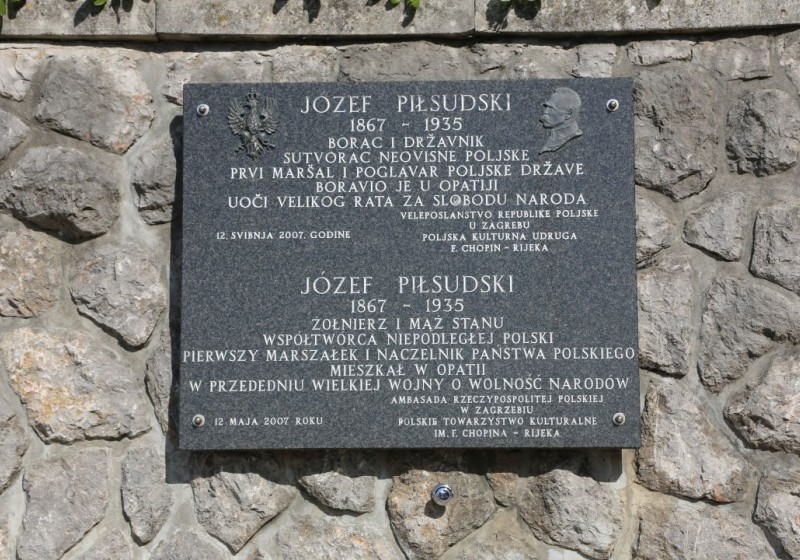 JÓZEF PIŁSUDSKI
1867 - 1935
BORAC I DRŽAVNIK
SUTVORAC NEOVISNE POLJSKE
PRVI MARŠAL I POGLAVAR POLJSKE DRŽAVE
BORAVIO JE U OPATIJI
UOČI VELIKOG RATA ZA SLOBODU NARODA
VELEPOSLANSTVO REPUBLIKE POLJSKE
U ZAGREBU
12. SVIBNJA 2007. GODINE
POLJSKA KULTURNA UDRUGA
F. CHOPIN - RIJEKA
JÓZEF PIŁSUDSKI
1867 - 1935
ŻOŁNIERZ I MĄŻ STANU
WSPÓŁTWÓRCA NIEPODLEGŁEJ POLSKI
PIERWSZY MARSZAŁEK I NACZELNIK PAŃSTWA POLSKIEGO
MIESZKAŁ W OPATII
W PRZEDEDNIU WIELKIEJ WOJNY O WOLNOŚĆ NARODÓW
AMBASADA RZECZYPOSPOLITEJ POLSKIEJ
W ZAGRZEBIU
12 MAJA 2007 ROKU
POLSKIE TOWARZYSTWO KULTURALNE
IM. F. CHOPINA - RIJEKA